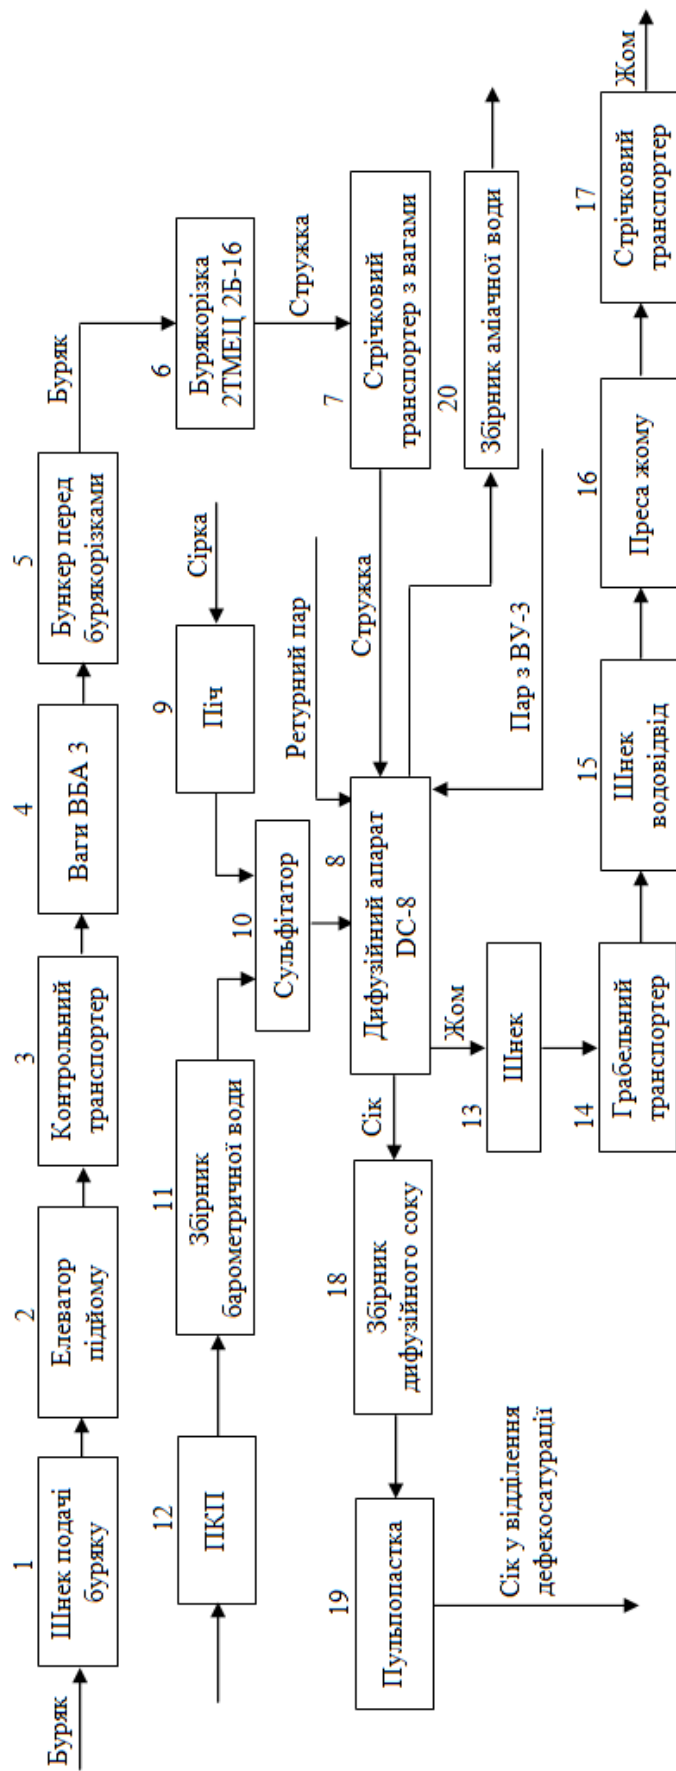 Буряк
1
Шнек подачі
буряку
2
Елеватор
підйому
3
Контрольний
транспортер
4
Ваги ВБА 3
5
Бункер перед
бурякорізками
Буряк
6
Бурякорізка
2ТМЕЦ 2Б-16
Стружка
7
Стрічковий
транспортер з вагами
Стружка
8
Дифузійний апарат
DC-8
Сірка
9
Піч
10
Сульфітатор
11
Збірник
барометричної води
12
ПКП
Ретурний пар
Пар з ВУ-3
Жом
13
Шнек
14
Грабельний
транспортер
15
Шнек
водовідвід
16
Преса жому
17
Стрічковий
транспортер
Жом
Сік
18
Збірник
дифузійного соку
19
Пульпопастка
Сік у відділення
дефекосатурації
20
Збірник аміачної води